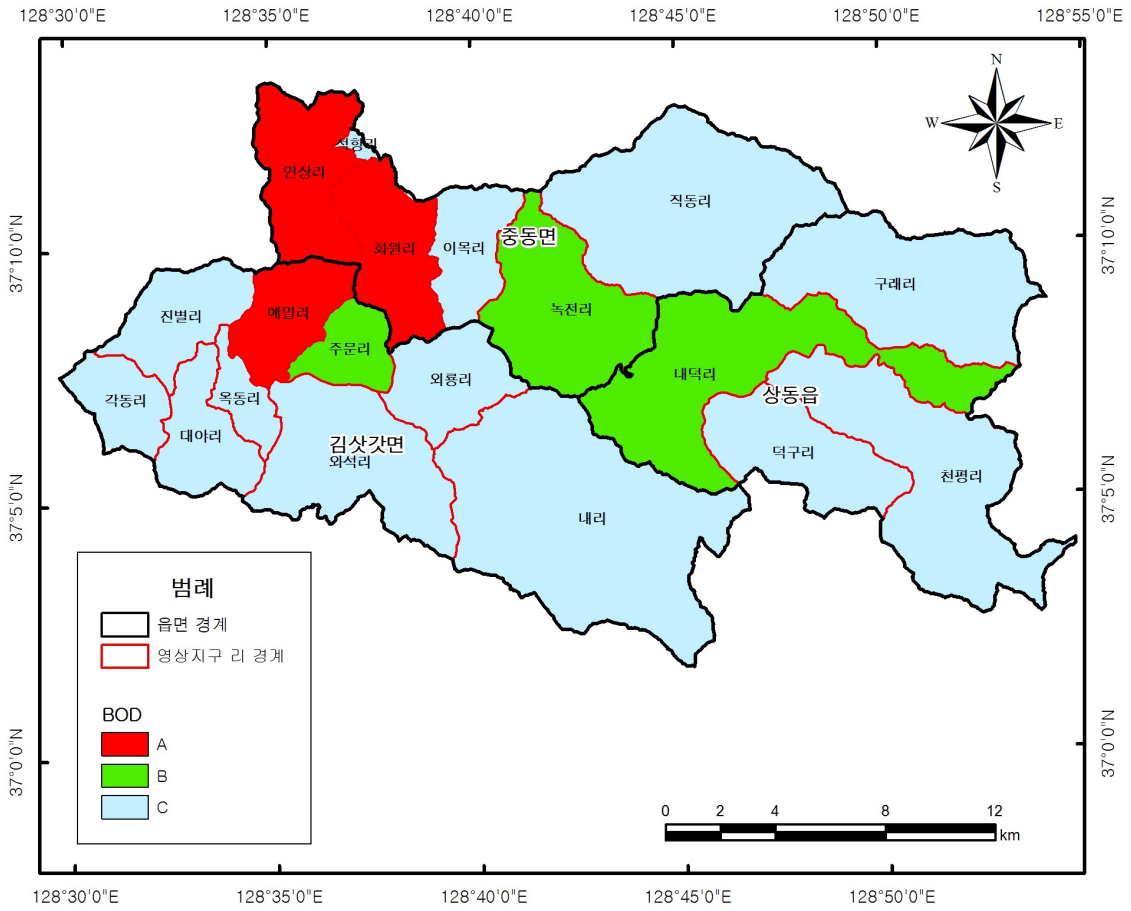 128°30'0"E 128°35'0"E 128°40'0"E 128°45'0"E 128°50'0"E 128°55'0"E
N
W E
S
석항리
연상리
직동리
37°10'0"N
37°10'0"N
중동면
화원리
이목리
구래리
예밀리
녹전리
진별리
주문리
내덕리
외룡리
상동읍
각동리
옥동리
대야리
김삿갓면
와석리
덕구리
천평리
37°5'0"N
37°5'0"N
내리
범례
읍면 경계
영상지구 리 경계
BOD
A
B
C
37°0'0"N
37°0'0"N
0 2 4 8 12
km
128°30'0"E 128°35'0"E 128°40'0"E 128°45'0"E 128°50'0"E